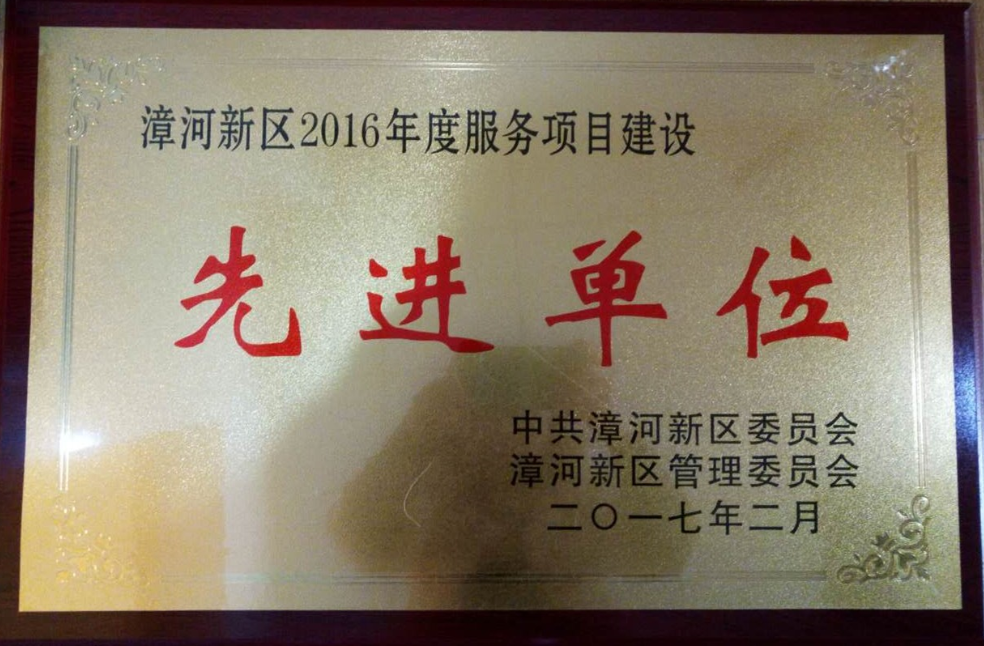 漳河新区2016年度服务项目建设
先进单位
中共漳河新区委员会
漳河新区管理委员会
二〇一七年二月